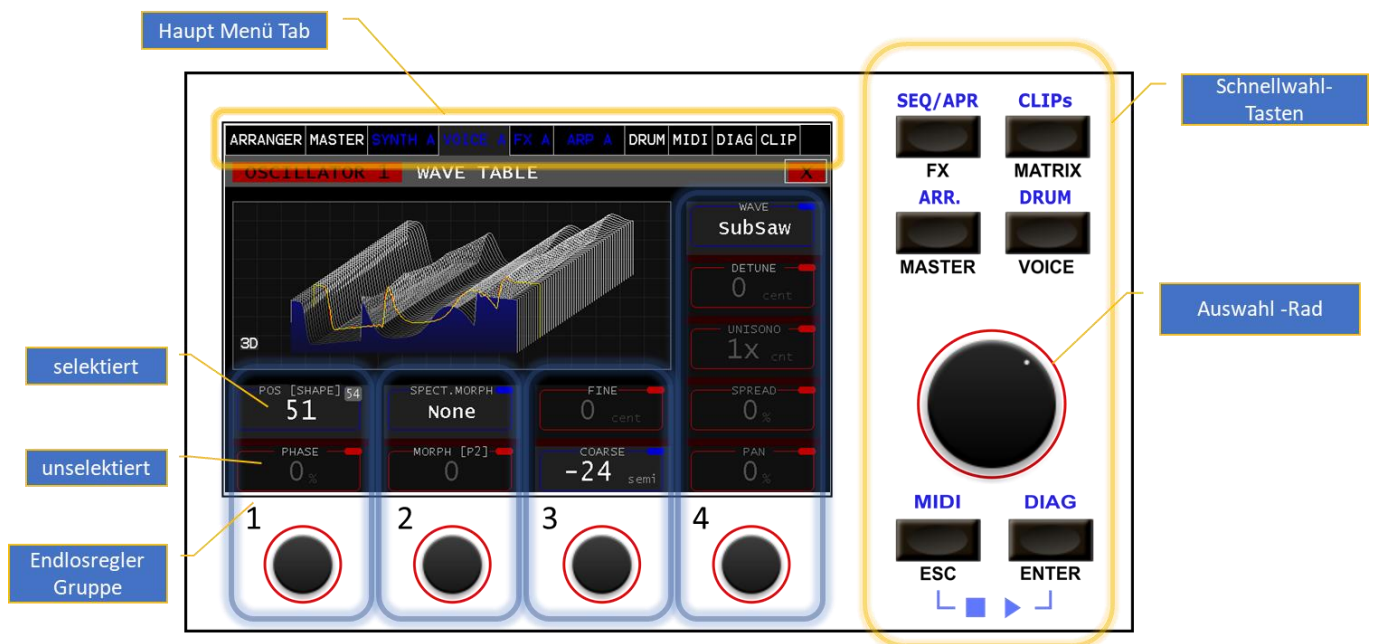 Haupt Menü Tab
ARRANGER MASTER SYNTH A VOICE A FX A ARP A DRUM MIDI DIAG CLIP
OSCILLATOR 1 WAVE TABLE X
3D
WAVE
SubSaw
DETUNE
0 cent
UNISONO
1x cnt
POS [SHAPE] 54
51
SPECT.MORPH
None
FINE
0 cent
SPREAD
0 %
PHASE
0 %
MORPH [P2]
0
COARSE
-24 semi
PAN
0 %
1 2 3 4
selektiert
unselektiert
Endlosregler
Gruppe
SEQ/APR CLIPs
FX MATRIX
ARR. DRUM
MASTER VOICE
MIDI DIAG
ESC ENTER
Schnellwahl-
Tasten
Auswahl -Rad